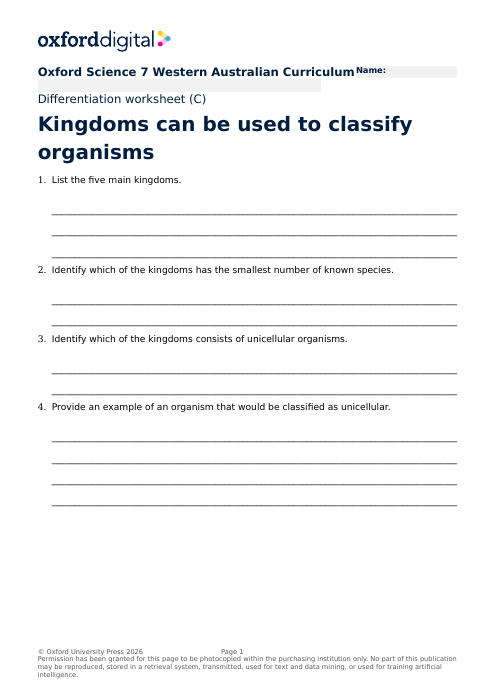 oxforddigital
Oxford Science 7 Western Australian Curriculum Name:
Differentiation worksheet (C)
Kingdoms can be used to classify
organisms
1. List the five main kingdoms.
2. Identify which of the kingdoms has the smallest number of known species.
3. Identify which of the kingdoms consists of unicellular organisms.
4. Provide an example of an organism that would be classified as unicellular.
© Oxford University Press 2026 Page 1
Permission has been granted for this page to be photocopied within the purchasing institution only. No part of this publication
may be reproduced, stored in a retrieval system, transmitted, used for text and data mining, or used for training artificial
intelligence.